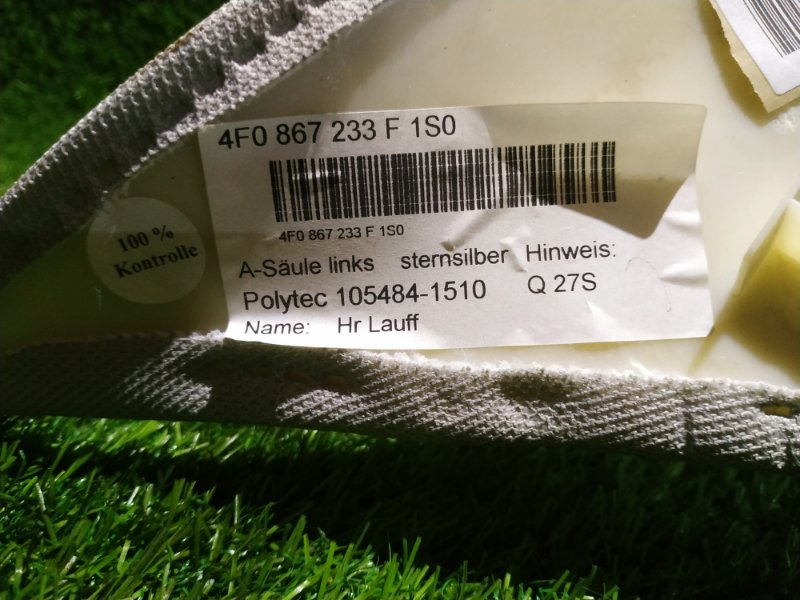 4F0 867 233 F 1S0
4F0 867 233 F 1S0
A-Säule links sternsilber Hinweis:
Polytec 105484-1510 Q 27S
Name: Hr Lauff
100 %
Kontrolle